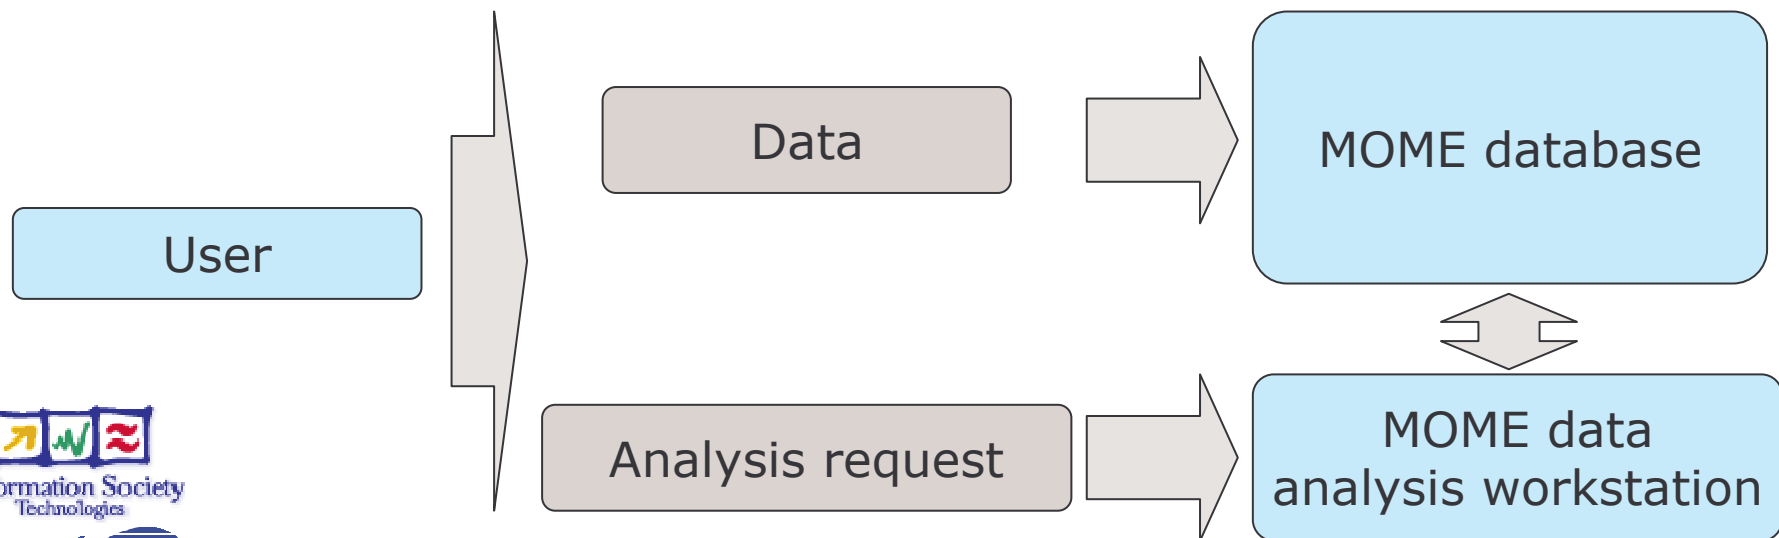 Data
MOME database
User
Analysis request
MOME data
analysis workstation
ormation Society
Technologies